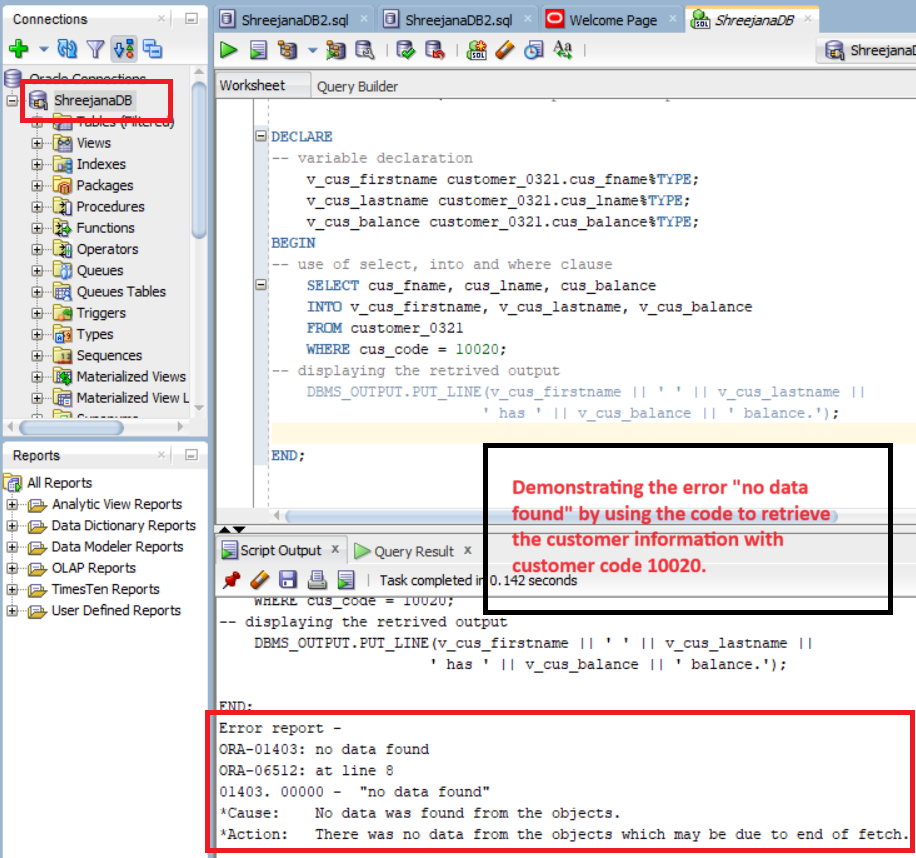 Connections
ShreejanaDB2.sql
ShreejanaDB2.sql
Welcome Page
ShreejanaDB
Oracle Connections
ShreejanaDB
Tables (Filtered)
Views
Indexes
Packages
Procedures
Functions
Operators
Queues
Queues Tables
Triggers
Types
Sequences
Materialized Views
Materialized View L
Reports
All Reports
Analytic View Reports
Data Dictionary Reports
Data Modeler Reports
OLAP Reports
TimesTen Reports
User Defined Reports
ShreejanaD
Worksheet Query Builder
DECLARE
-- variable declaration
v_cus_firstname customer_0321.cus_fname%TYPE;
v_cus_lastname customer_0321.cus_lname%TYPE;
v_cus_balance customer_0321.cus_balance%TYPE;
BEGIN
-- use of select, into and where clause
SELECT cus_fname, cus_lname, cus_balance
INTO v_cus_firstname, v_cus_lastname, v_cus_balance
FROM customer_0321
WHERE cus_code = 10020;
-- displaying the retrived output
DBMS_OUTPUT.PUT_LINE(v_cus_firstname || ' ' || v_cus_lastname ||
' has ' || v_cus_balance || ' balance.');
END;
Demonstrating the error "no data
found" by using the code to retrieve
the customer information with
customer code 10020.
Script Output Query Result
Task completed in 0.142 seconds
WHERE cus_code = 10020;
-- displaying the retrived output
DBMS_OUTPUT.PUT_LINE(v_cus_firstname || ' ' || v_cus_lastname ||
' has ' || v_cus_balance || ' balance.');
END;
Error report -
ORA-01403: no data found
ORA-06512: at line 8
01403. 00000 - "no data found"
*Cause: No data was found from the objects.
*Action: There was no data from the objects which may be due to end of fetch.